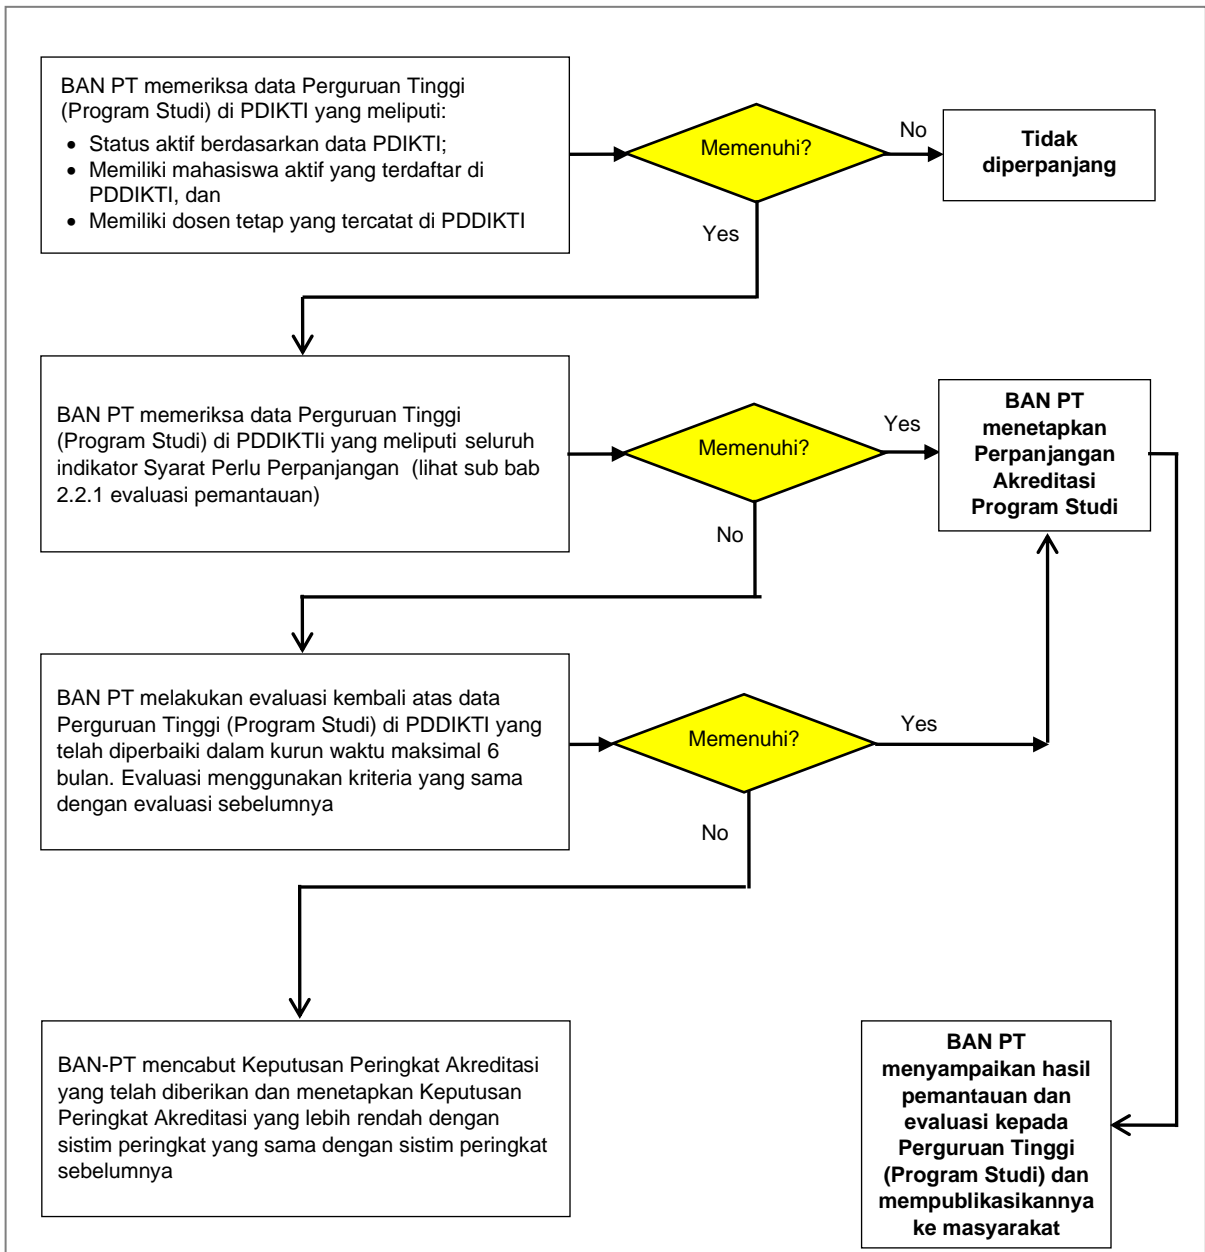 BAN PT memeriksa data Perguruan Tinggi
(Program Studi) di PDIKTI yang meliputi:
• Status aktif berdasarkan data PDIKTI;
• Memiliki mahasiswa aktif yang terdaftar di
PDDIKTI, dan
• Memiliki dosen tetap yang tercatat di PDDIKTI
Memenuhi?
No
Tidak
diperpanjang
Yes
BAN PT memeriksa data Perguruan Tinggi
(Program Studi) di PDDIKTIi yang meliputi seluruh
indikator Syarat Perlu Perpanjangan (lihat sub bab
2.2.1 evaluasi pemantauan)
Memenuhi?
Yes
BAN PT
menetapkan
Perpanjangan
Akreditasi
Program Studi
No
BAN PT melakukan evaluasi kembali atas data
Perguruan Tinggi (Program Studi) di PDDIKTI yang
telah diperbaiki dalam kurun waktu maksimal 6
bulan. Evaluasi menggunakan kriteria yang sama
dengan evaluasi sebelumnya
Memenuhi?
Yes
No
BAN-PT mencabut Keputusan Peringkat Akreditasi
yang telah diberikan dan menetapkan Keputusan
Peringkat Akreditasi yang lebih rendah dengan
sistim peringkat yang sama dengan sistim peringkat
sebelumnya
BAN PT
menyampaikan hasil
pemantauan dan
evaluasi kepada
Perguruan Tinggi
(Program Studi) dan
mempublikasikannya
ke masyarakat